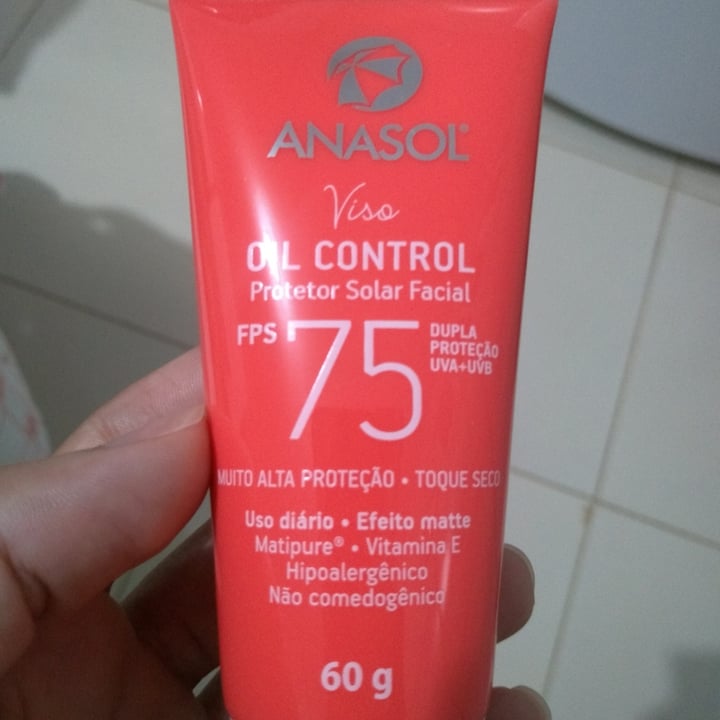 ANASOL®
Viso
OIL CONTROL
Protetor Solar Facial
FPS 75
DUPLA
PROTEÇÃO
UVA+UVB
MUITO ALTA PROTEÇÃO • TOQUE SECO
Uso diário • Efeito matte
Matipure® • Vitamina E
Hipoalergênico
Não comedogênico
60 g